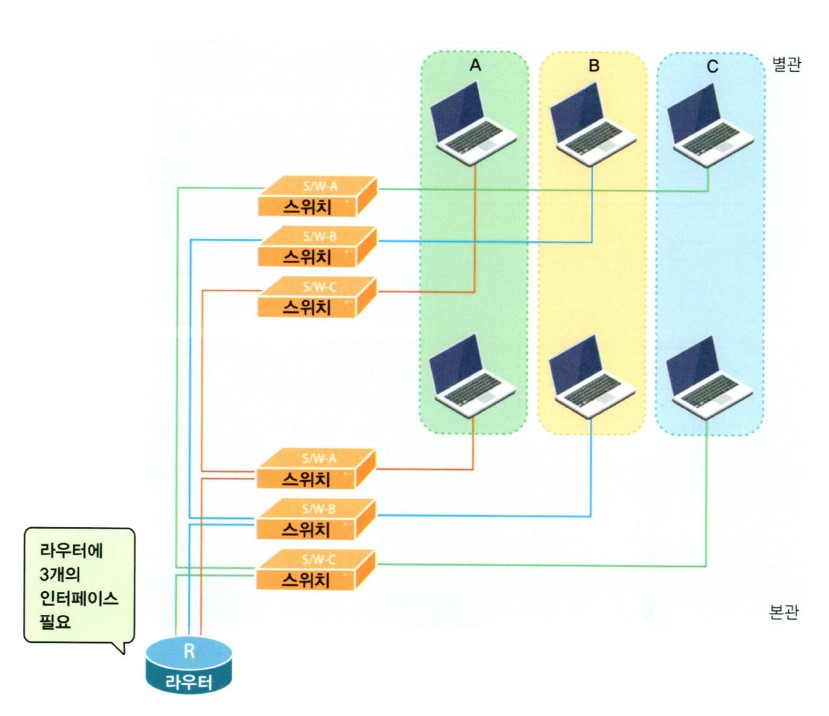 A
B
C
별관
S/W-A
스위치
S/W-B
스위치
S/W-C
스위치
S/W-A
스위치
S/W-B
스위치
S/W-C
스위치
라우터에
3개의
인터페이스
필요
본관
R
라우터